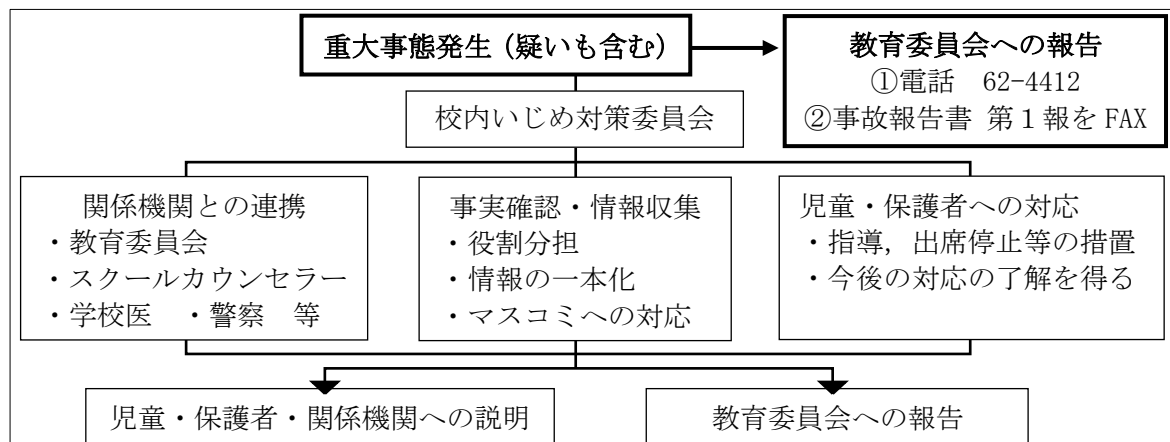 重大事態発生（疑いも含む）
教育委員会への報告
①電話　62-4412
②事故報告書 第１報を FAX
校内いじめ対策委員会
関係機関との連携
・教育委員会
・スクールカウンセラー
・学校医　・警察　等
事実確認・情報収集
・役割分担
・情報の一本化
・マスコミへの対応
児童・保護者への対応
・指導，出席停止等の措置
・今後の対応の了解を得る
児童・保護者・関係機関への説明
教育委員会への報告